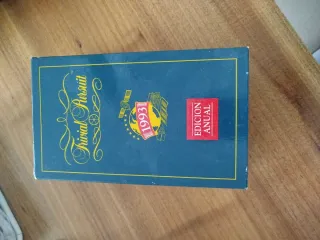 Trivial Pursuit
1993
EDICION
ANUAL